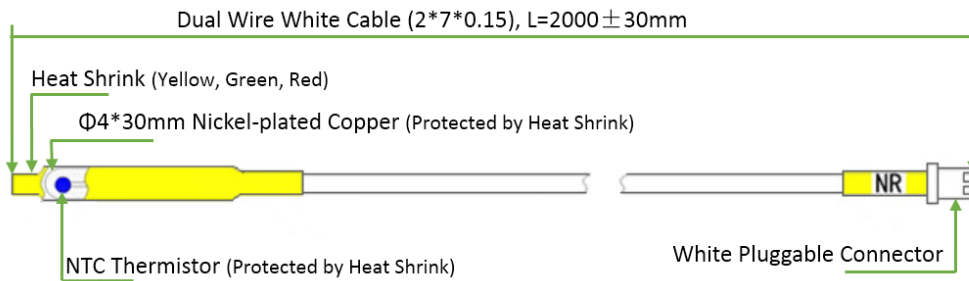 Dual Wire White Cable (2*7*0.15), L=2000±30mm
Heat Shrink (Yellow, Green, Red)
Φ4*30mm Nickel-plated Copper (Protected by Heat Shrink)
NR
White Pluggable Connector
NTC Thermistor (Protected by Heat Shrink)